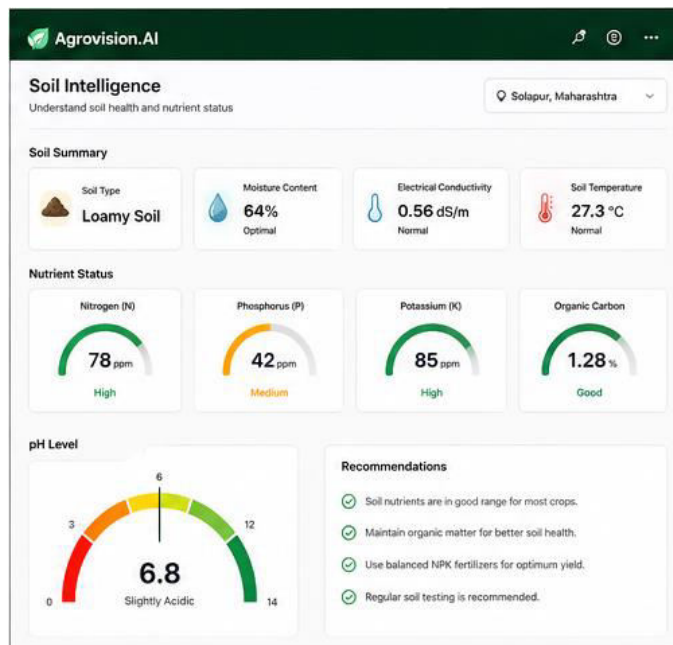 Agrovision.AI
Soil Intelligence
Understand soil health and nutrient status
Solapur, Maharashtra
Soil Summary
Soil Type
Loamy Soil
Moisture Content
64%
Optimal
Electrical Conductivity
0.56 dS/m
Normal
Soil Temperature
27.3 °C
Normal
Nutrient Status
Nitrogen (N)
78 ppm
High
Phosphorus (P)
42 ppm
Medium
Potassium (K)
85 ppm
High
Organic Carbon
1.28 %
Good
pH Level
0
3
6
12
14
6.8
Slightly Acidic
Recommendations
Soil nutrients are in good range for most crops.
Maintain organic matter for better soil health.
Use balanced NPK fertilizers for optimum yield.
Regular soil testing is recommended.